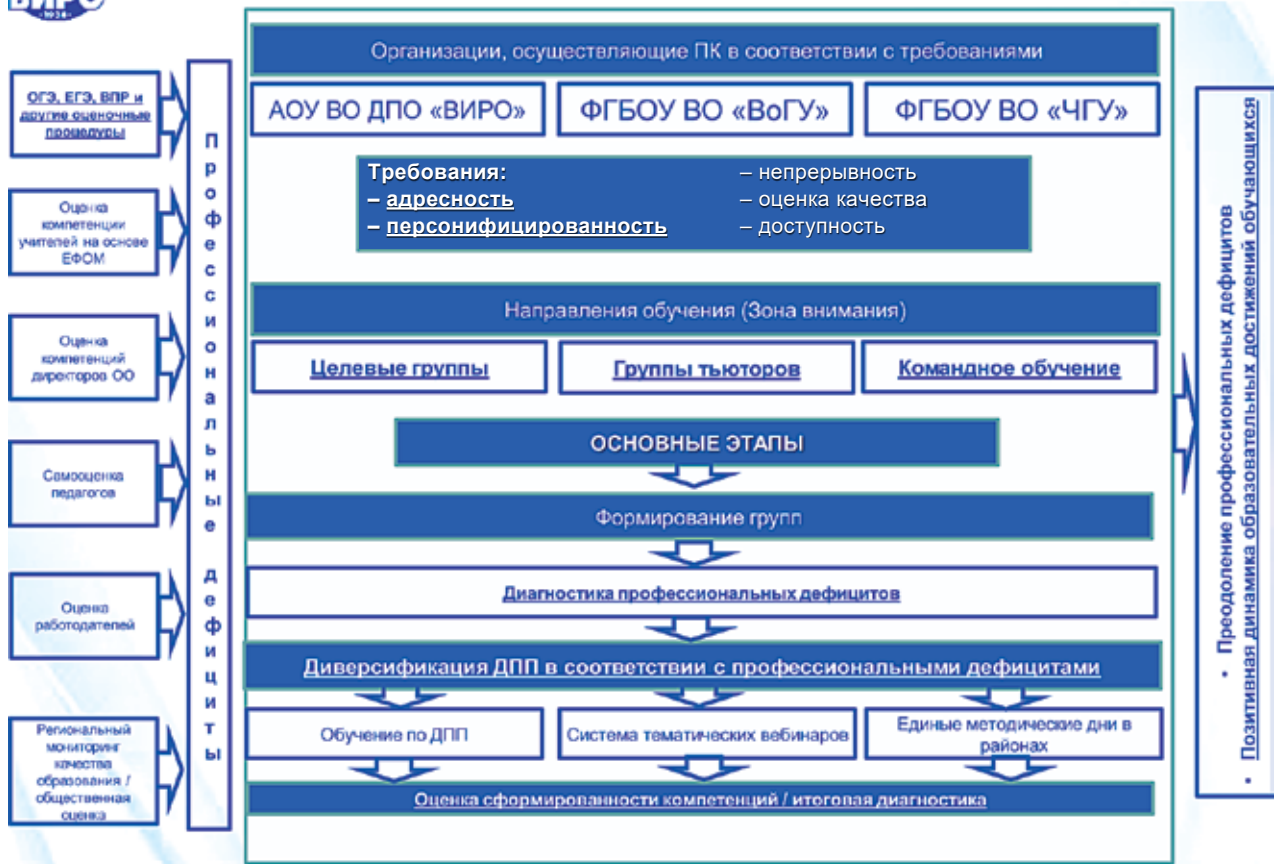 ВИРО
·1936·
Организации, осуществляющие ПК в соответствии с требованиями
АОУ ВО ДПО «ВИРО»
ФГБОУ ВО «ВоГУ»
ФГБОУ ВО «ЧГУ»
Требования:
– адресность
– персонифицированность
– непрерывность
– оценка качества
– доступность
Направления обучения (Зона внимания)
Целевые группы
Группы тьюторов
Командное обучение
ОСНОВНЫЕ ЭТАПЫ
Формирование групп
Диагностика профессиональных дефицитов
Диверсификация ДПП в соответствии с профессиональными дефицитами
Обучение по ДПП
Система тематических вебинаров
Единые методические дни в
районах
Оценка сформированности компетенций / итоговая диагностика
ОГЭ, ЕГЭ, ВПР и
другие оценочные
процедуры
Оценка
компетенции
учителей на основе
ЕФОМ
Оценка
компетенций
директоров ОО
Самооценка
педагогов
Оценка
работодателей
Региональный
мониторинг
качества
образования /
общественная
оценка
Профессиональные дефициты
• Преодоление профессиональных дефицитов
• Позитивная динамика образовательных достижений обучающихся